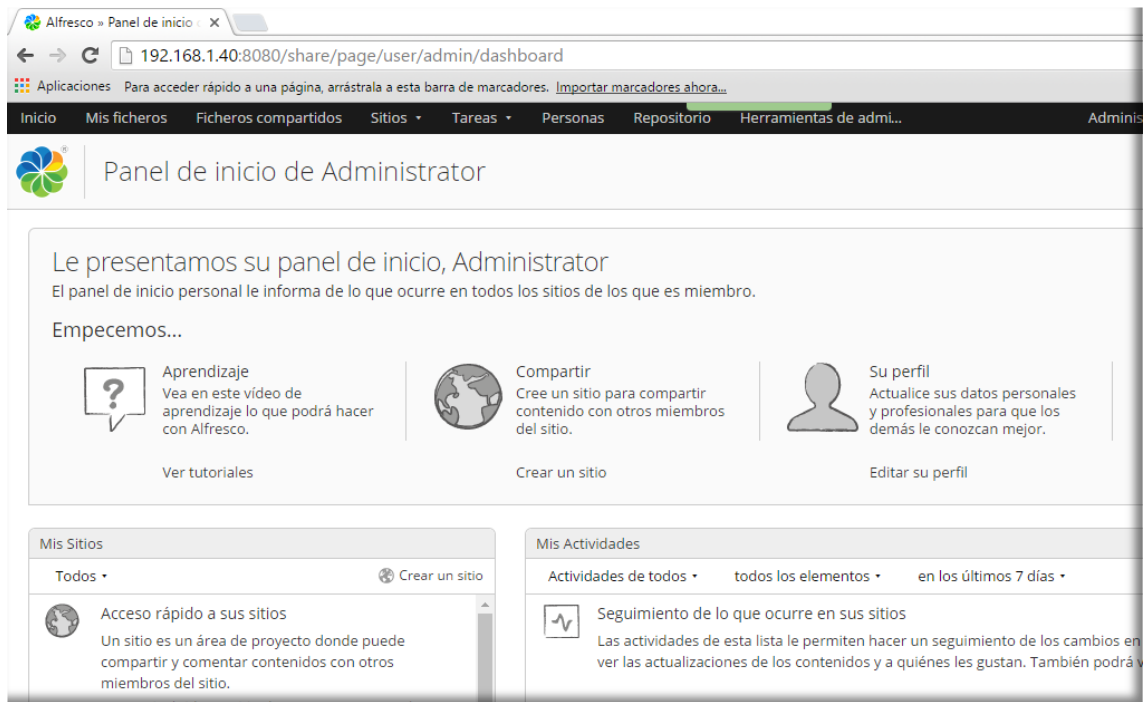 Alfresco » Panel de inicio
192.168.1.40:8080/share/page/user/admin/dashboard
Aplicaciones Para acceder rápido a una página, arrástrala a esta barra de marcadores. Importar marcadores ahora...
Inicio Mis ficheros Ficheros compartidos Sitios Tareas Personas Repositorio Herramientas de admi... Adminis
Panel de inicio de Administrator
Le presentamos su panel de inicio, Administrator
El panel de inicio personal le informa de lo que ocurre en todos los sitios de los que es miembro.
Empecemos...
Aprendizaje
Vea en este vídeo de
aprendizaje lo que podrá hacer
con Alfresco.
Ver tutoriales
Compartir
Cree un sitio para compartir
contenido con otros miembros
del sitio.
Crear un sitio
Su perfil
Actualice sus datos personales
y profesionales para que los
demás le conozcan mejor.
Editar su perfil
Mis Sitios
Todos Crear un sitio
Acceso rápido a sus sitios
Un sitio es un área de proyecto donde puede
compartir y comentar contenidos con otros
miembros del sitio.
Mis Actividades
Actividades de todos todos los elementos en los últimos 7 días
Seguimiento de lo que ocurre en sus sitios
Las actividades de esta lista le permiten hacer un seguimiento de los cambios en
ver las actualizaciones de los contenidos y a quiénes les gustan. También podrá v